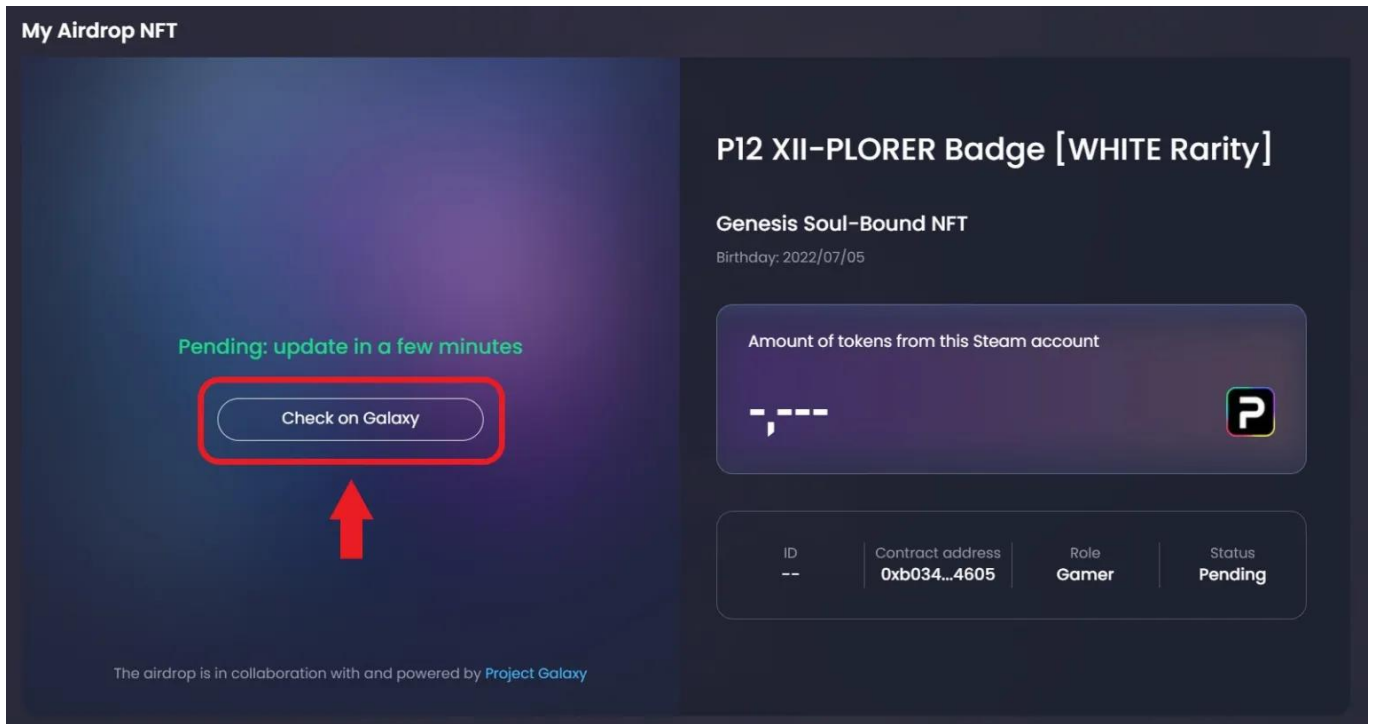 My Airdrop NFT
Pending: update in a few minutes
Check on Galaxy
The airdrop is in collaboration with and powered by Project Galaxy
P12 XII-PLORER Badge [WHITE Rarity]
Genesis Soul-Bound NFT
Birthday: 2022/07/05
Amount of tokens from this Steam account
-,---
P
ID
--
Contract address
0xb034...4605
Role
Gamer
Status
Pending